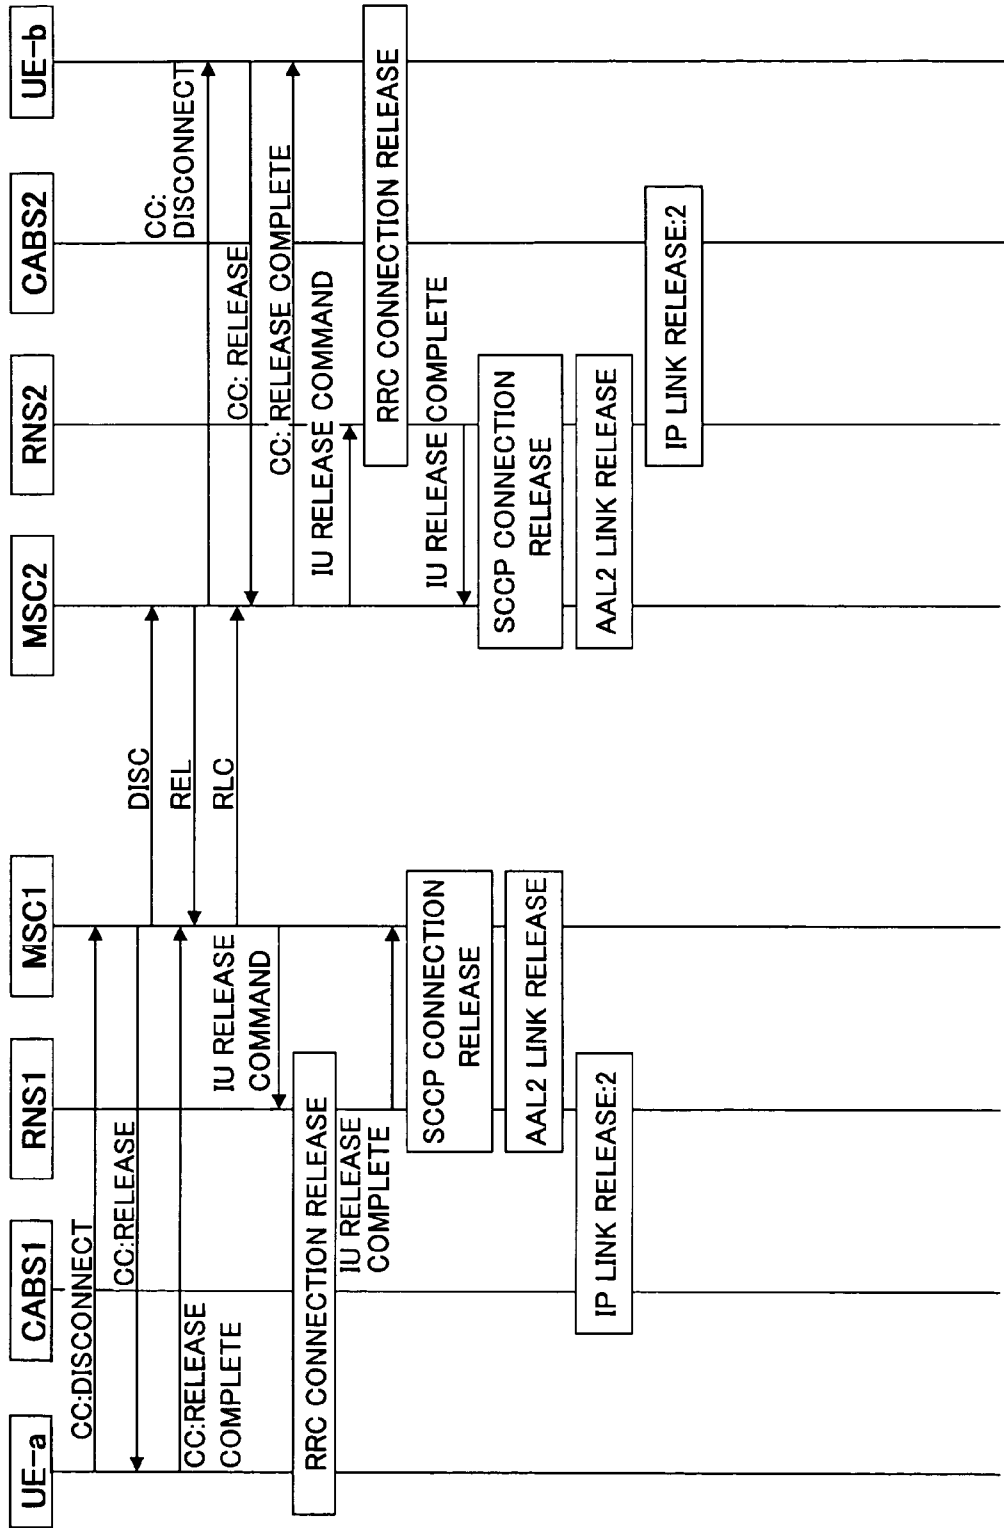 UE-a
CABS1
RNS1
MSC1
MSC2
RNS2
CABS2
UE-b
CC:DISCONNECT
CC:RELEASE
CC:RELEASE
COMPLETE
DISC
REL
RLC
CC:
DISCONNECT
CC: RELEASE
CC: RELEASE COMPLETE
IU RELEASE
COMMAND
IU RELEASE COMMAND
RRC CONNECTION RELEASE
RRC CONNECTION RELEASE
IU RELEASE
COMPLETE
IU RELEASE COMPLETE
SCCP CONNECTION
RELEASE
SCCP CONNECTION
RELEASE
AAL2 LINK RELEASE
AAL2 LINK RELEASE
IP LINK RELEASE:2
IP LINK RELEASE:2